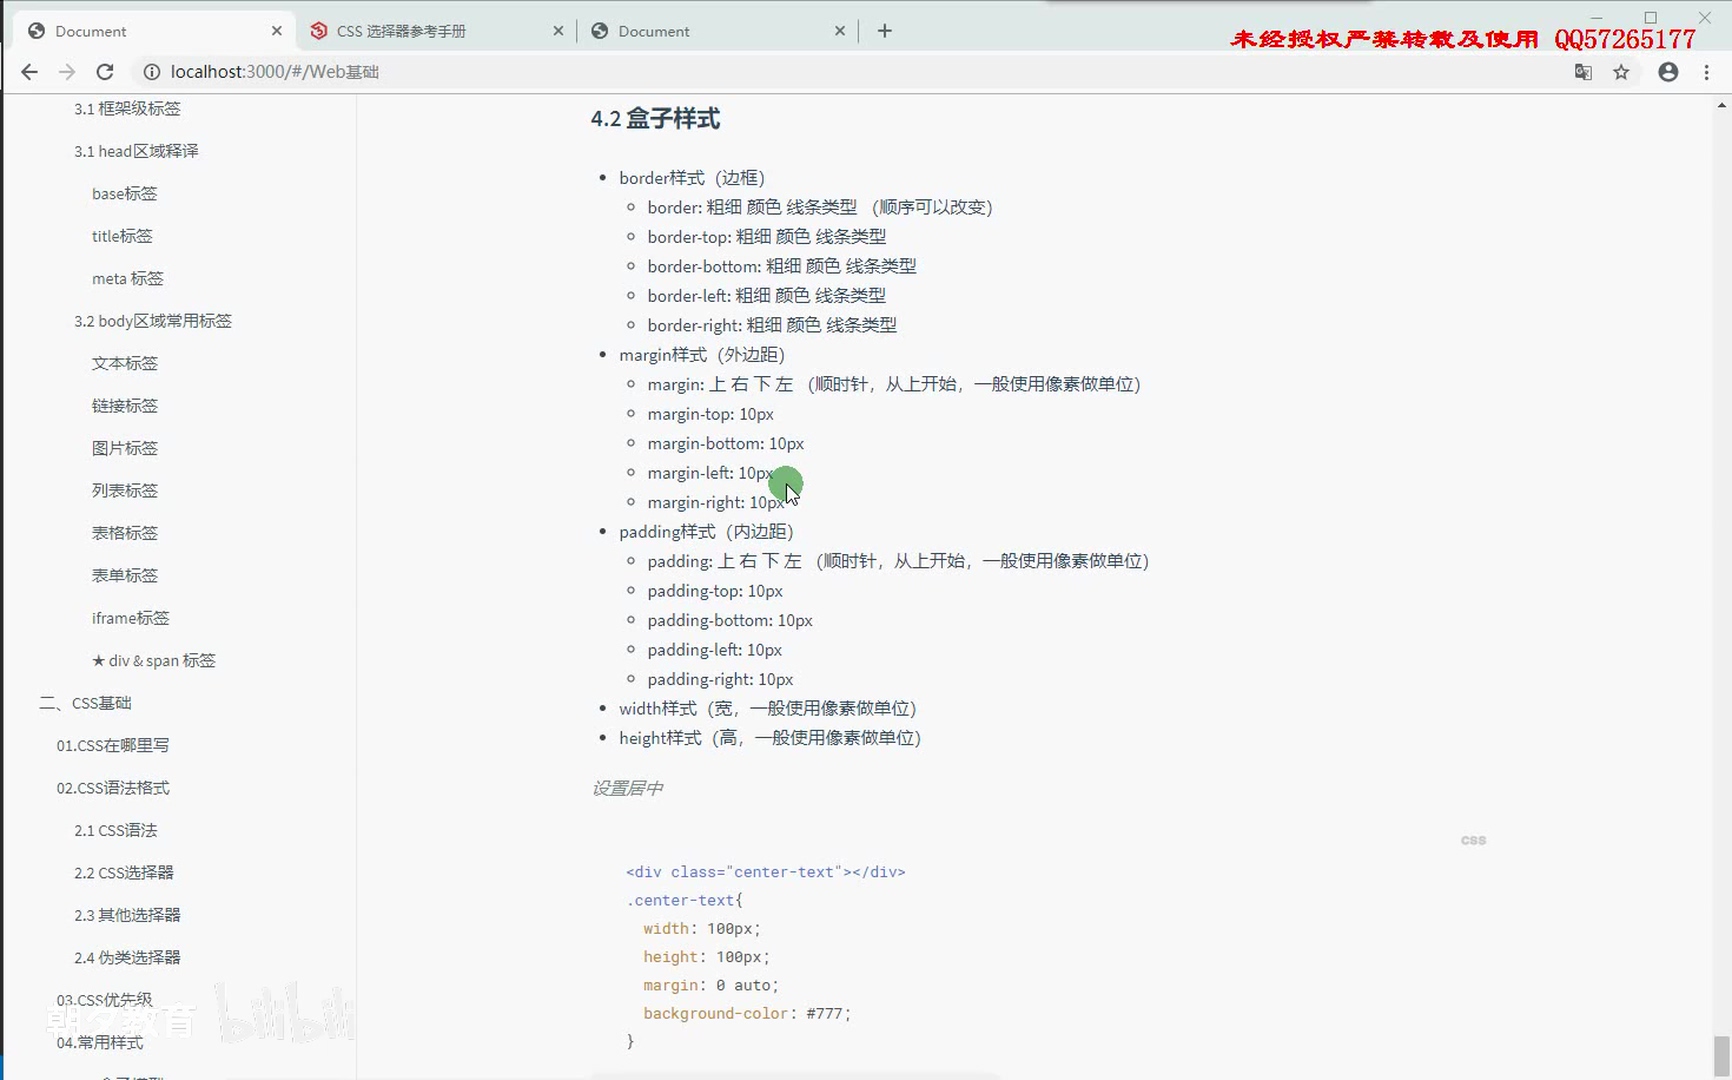 Document
CSS 选择器参考手册
Document
未经授权严禁转载及使用 QQ57265177
localhost:3000/#/Web基础
3.1 框架级标签
3.1 head区域释译
base标签
title标签
meta 标签
3.2 body区域常用标签
文本标签
链接标签
图片标签
列表标签
表格标签
表单标签
iframe标签
★ div & span 标签
二、CSS基础
01.CSS在哪里写
02.CSS语法格式
2.1 CSS语法
2.2 CSS选择器
2.3 其他选择器
2.4 伪类选择器
03.CSS优先级
朝夕教育 bilibili
04.常用样式
4.2 盒子样式
border样式（边框）
border: 粗细 颜色 线条类型 （顺序可以改变）
border-top: 粗细 颜色 线条类型
border-bottom: 粗细 颜色 线条类型
border-left: 粗细 颜色 线条类型
border-right: 粗细 颜色 线条类型
margin样式（外边距）
margin: 上 右 下 左 （顺时针，从上开始，一般使用像素做单位）
margin-top: 10px
margin-bottom: 10px
margin-left: 10px
margin-right: 10px
padding样式（内边距）
padding: 上 右 下 左 （顺时针，从上开始，一般使用像素做单位）
padding-top: 10px
padding-bottom: 10px
padding-left: 10px
padding-right: 10px
width样式（宽，一般使用像素做单位）
height样式（高，一般使用像素做单位）
设置居中
css
<div class="center-text"></div>
.center-text{
width: 100px;
height: 100px;
margin: 0 auto;
background-color: #777;
}